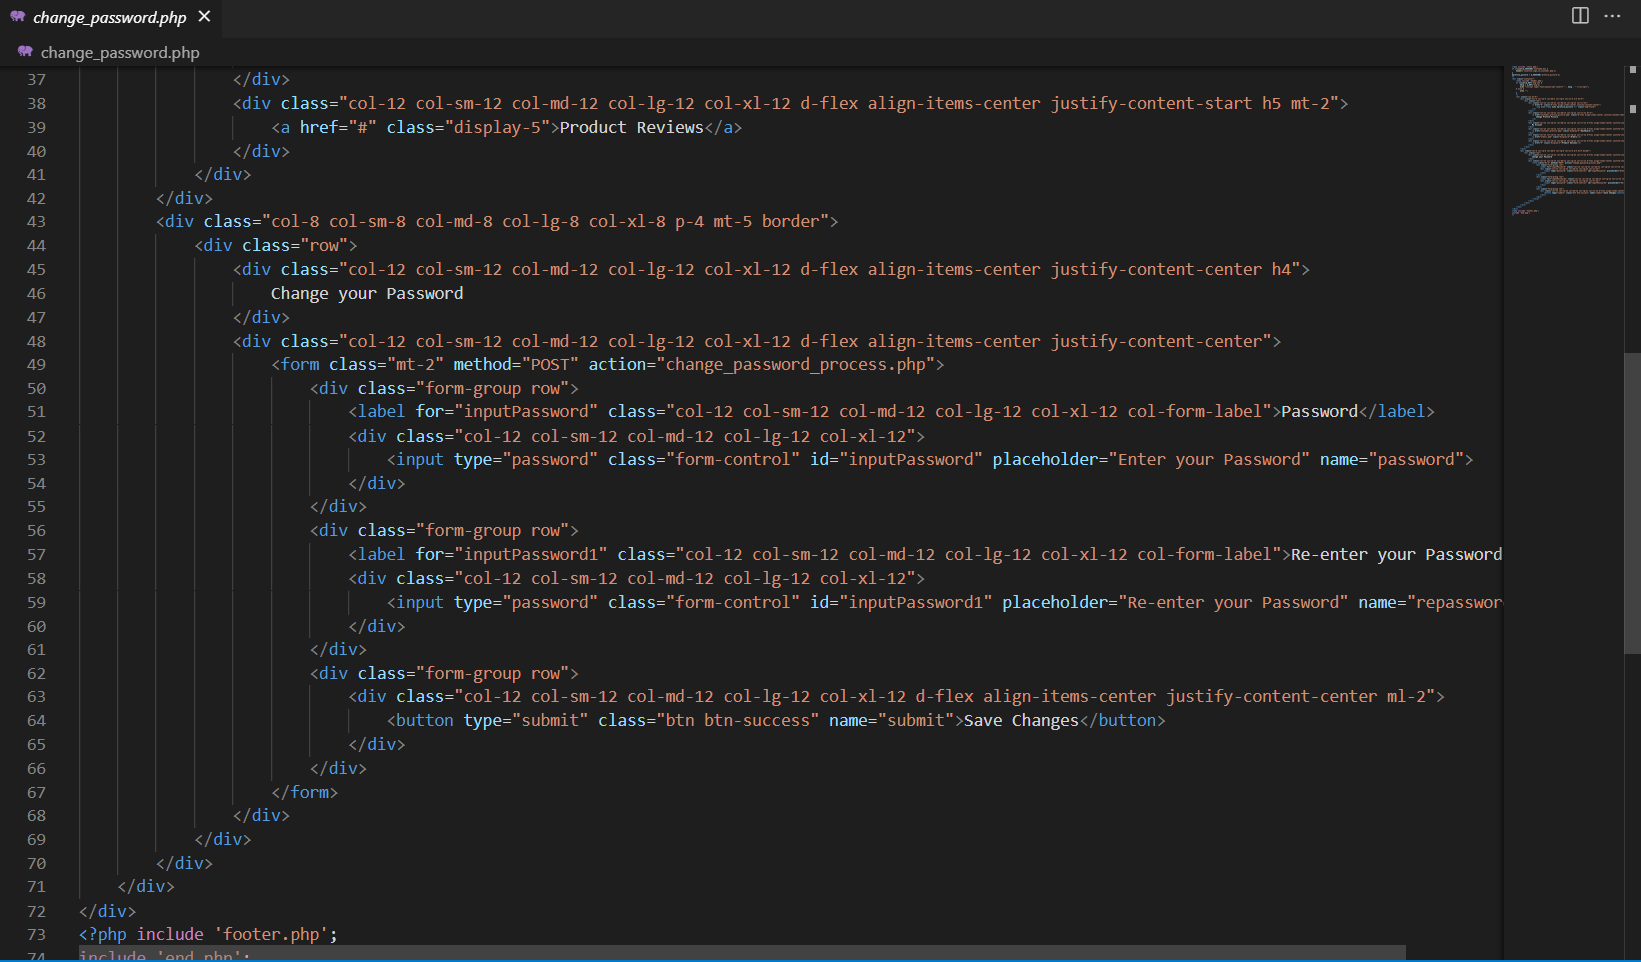 change_password.php
change_password.php
37 </div>
38 <div class="col-12 col-sm-12 col-md-12 col-lg-12 col-xl-12 d-flex align-items-center justify-content-start h5 mt-2">
39 <a href="#" class="display-5">Product Reviews</a>
40 </div>
41 </div>
42 </div>
43 <div class="col-8 col-sm-8 col-md-8 col-lg-8 col-xl-8 p-4 mt-5 border">
44 <div class="row">
45 <div class="col-12 col-sm-12 col-md-12 col-lg-12 col-xl-12 d-flex align-items-center justify-content-center h4">
46 Change your Password
47 </div>
48 <div class="col-12 col-sm-12 col-md-12 col-lg-12 col-xl-12 d-flex align-items-center justify-content-center">
49 <form class="mt-2" method="POST" action="change_password_process.php">
50 <div class="form-group row">
51 <label for="inputPassword" class="col-12 col-sm-12 col-md-12 col-lg-12 col-xl-12 col-form-label">Password</label>
52 <div class="col-12 col-sm-12 col-md-12 col-lg-12 col-xl-12">
53 <input type="password" class="form-control" id="inputPassword" placeholder="Enter your Password" name="password">
54 </div>
55 </div>
56 <div class="form-group row">
57 <label for="inputPassword1" class="col-12 col-sm-12 col-md-12 col-lg-12 col-xl-12 col-form-label">Re-enter your Password
58 <div class="col-12 col-sm-12 col-md-12 col-lg-12 col-xl-12">
59 <input type="password" class="form-control" id="inputPassword1" placeholder="Re-enter your Password" name="repasswor
60 </div>
61 </div>
62 <div class="form-group row">
63 <div class="col-12 col-sm-12 col-md-12 col-lg-12 col-xl-12 d-flex align-items-center justify-content-center ml-2">
64 <button type="submit" class="btn btn-success" name="submit">Save Changes</button>
65 </div>
66 </div>
67 </form>
68 </div>
69 </div>
70 </div>
71 </div>
72 </div>
73 <?php include 'footer.php';
74 include 'end.php';